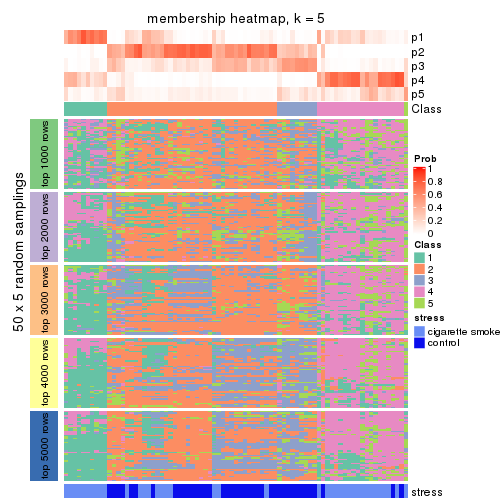 membership heatmap, k = 5
p1
p2
p3
p4
p5
Class
50 x 5 random samplings
top 1000 rows
top 2000 rows
top 3000 rows
top 4000 rows
top 5000 rows
stress
Prob
1
0.8
0.6
0.4
0.2
0
Class
1
2
3
4
5
stress
cigarette smoke
control